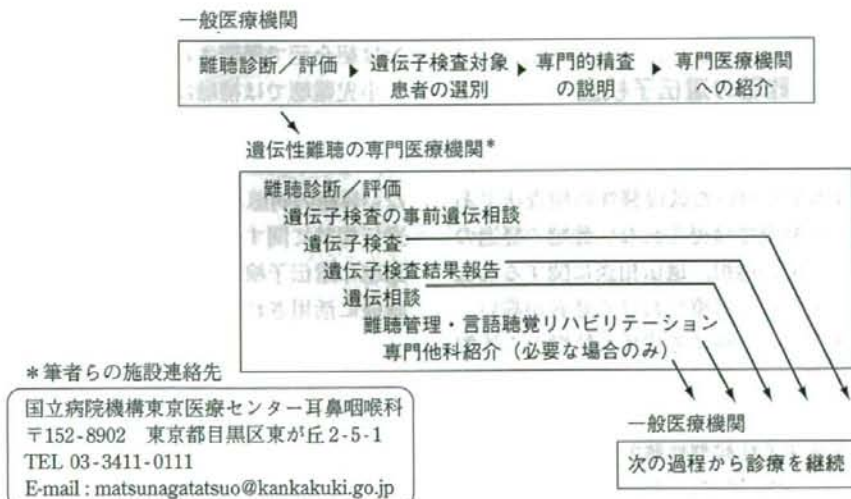 一般医療機関
難聴診断／評価 ▶ 遺伝子検査対象 ▶ 専門的精査 ▶ 専門医療機関
患者の選別 の説明 への紹介
遺伝性難聴の専門医療機関*
難聴診断／評価
遺伝子検査の事前遺伝相談
遺伝子検査
遺伝子検査結果報告
遺伝相談
難聴管理・言語聴覚リハビリテーション
専門他科紹介（必要な場合のみ）
*筆者らの施設連絡先
国立病院機構東京医療センター耳鼻咽喉科
〒152-8902 東京都目黒区東が丘2-5-1
TEL 03-3411-0111
E-mail : matsunagatatsuo@kankakuki.go.jp
一般医療機関
次の過程から診療を継続